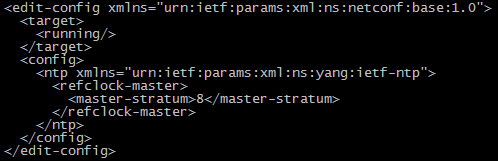 <edit-config xmlns="urn:ietf:params:xml:ns:netconf:base:1.0">
  <target>
    <running/>
  </target>
  <config>
    <ntp xmlns="urn:ietf:params:xml:ns:yang:ietf-ntp">
      <refclock-master>
        <master-stratum>8</master-stratum>
      </refclock-master>
    </ntp>
  </config>
</edit-config>